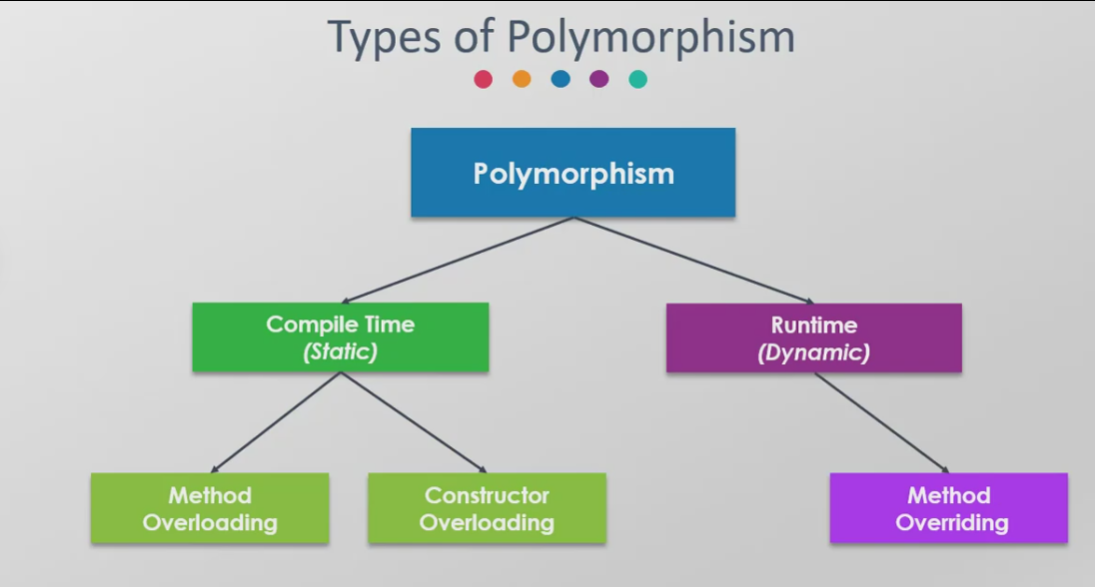 Types of Polymorphism
Polymorphism
Compile Time
(Static)
Runtime
(Dynamic)
Method
Overloading
Constructor
Overloading
Method
Overriding